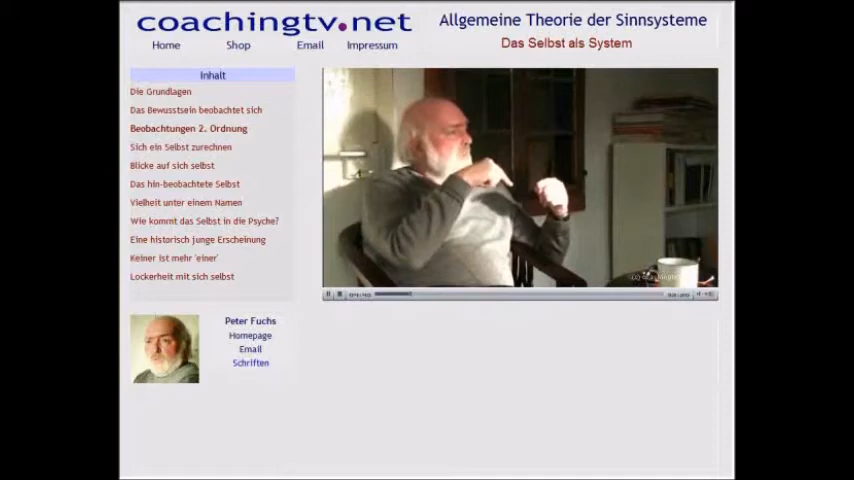 coachingtv.net
Allgemeine Theorie der Sinnsysteme
Home Shop Email Impressum
Das Selbst als System
Inhalt
Die Grundlagen
Das Bewusstsein beobachtet sich
Beobachtungen 2. Ordnung
Sich ein Selbst zurechnen
Blicke auf sich selbst
Das hin-beobachtete Selbst
Vielheit unter einem Namen
Wie kommt das Selbst in die Psyche?
Eine historisch junge Erscheinung
Keiner ist mehr 'einer'
Lockerheit mit sich selbst
Peter Fuchs
Homepage
Email
Schriften